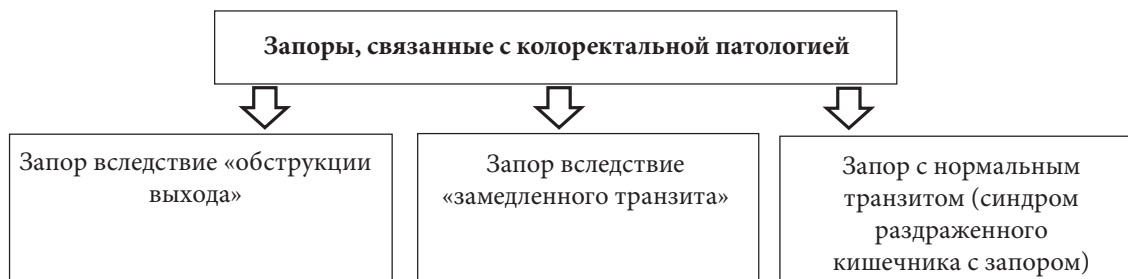 Запоры, связанные с колоректальной патологией
Запор вследствие «обструкции
выхода»
Запор вследствие
«замедленного транзита»
Запор с нормальным
транзитом (синдром
раздраженного
кишечника с запором)